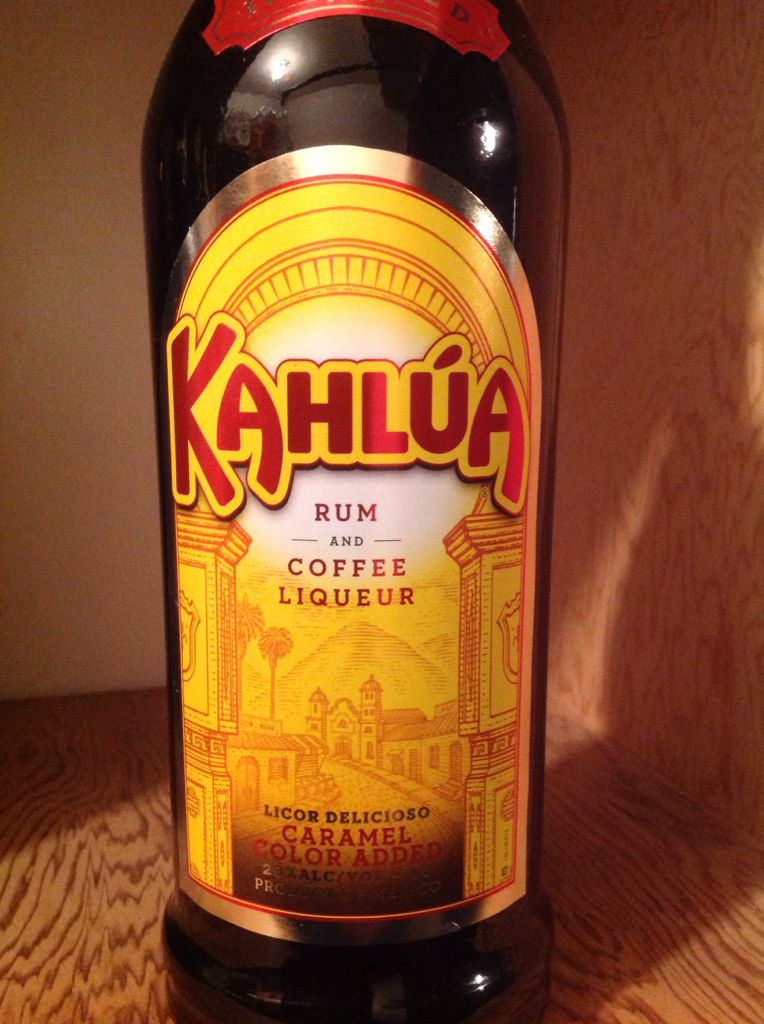 KAHLÚA
®
RUM
AND
COFFEE
LIQUEUR
LICOR DELICIOSO
CARAMEL
COLOR ADDED